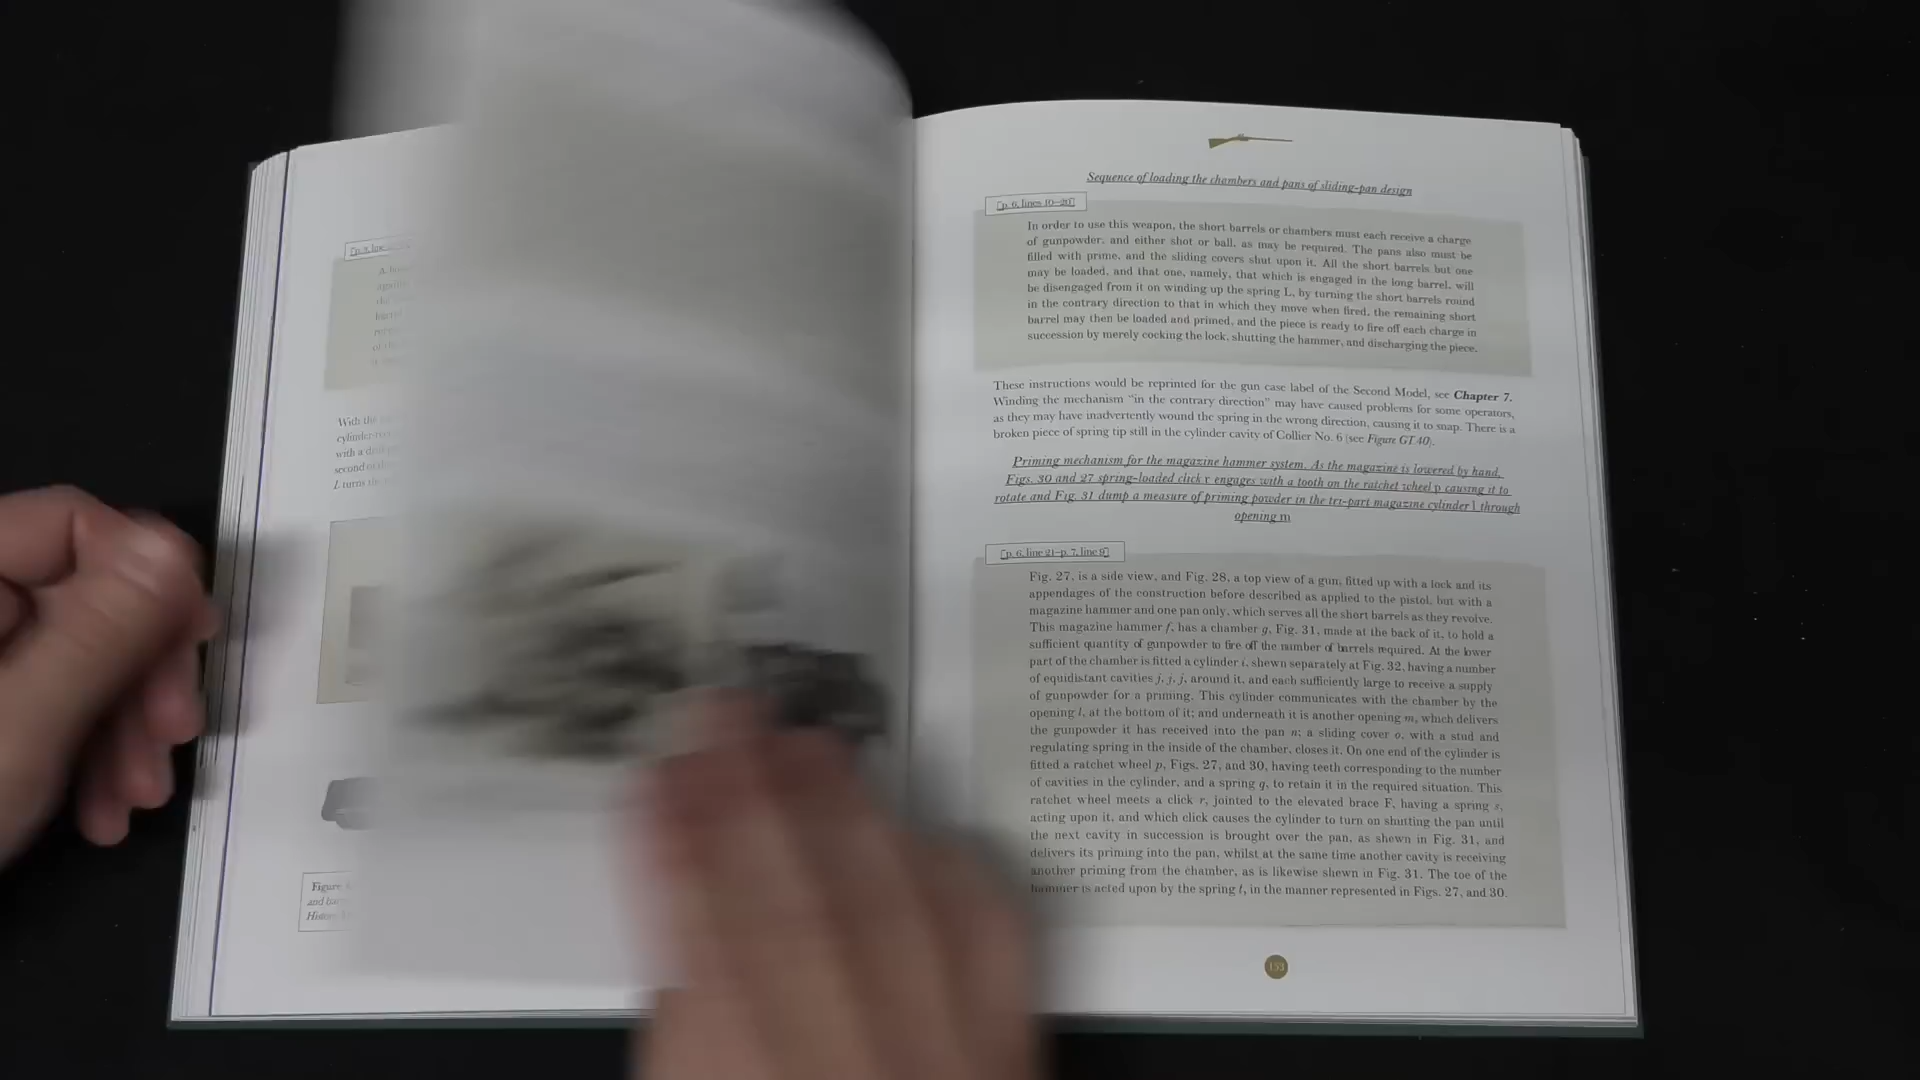 With the
cylinder
with a
second of the
L turns the
Figure
and
Sequence of loading the chambers and pans of sliding-pan design
[p. 6, lines 10–20]
In order to use this weapon, the short barrels or chambers must each receive a charge
of gunpowder, and either shot or ball, as may be required. The pans also must be
filled with prime, and the sliding covers shut upon it. All the short barrels but one
may be loaded, and that one, namely, that which is engaged in the long barrel, will
be disengaged from it on winding up the spring L, by turning the short barrels round
in the contrary direction to that in which they move when fired, the remaining short
barrel may then be loaded and primed, and the piece is ready to fire off each charge in
succession by merely cocking the lock, shutting the hammer, and discharging the piece.
These instructions would be reprinted for the gun case label of the Second Model, see Chapter 7.
Winding the mechanism “in the contrary direction” may have caused problems for some operators,
as they may have inadvertently wound the spring in the wrong direction, causing it to snap. There is a
broken piece of spring tip still in the cylinder cavity of Collier No. 6 (see Figure GT.40).
Priming mechanism for the magazine hammer system. As the magazine is lowered by hand,
Figs. 30 and 27 spring-loaded click r engages with a tooth on the ratchet wheel p causing it to
rotate and Fig. 31 dump a measure of priming powder in the tri-part magazine cylinder l through
opening m
[p. 6, line 21–p. 7, line 9]
Fig. 27, is a side view, and Fig. 28, a top view of a gun, fitted up with a lock and its
appendages of the construction before described as applied to the pistol, but with a
magazine hammer and one pan only, which serves all the short barrels as they revolve.
This magazine hammer f, has a chamber g, Fig. 31, made at the back of it, to hold a
sufficient quantity of gunpowder to fire off the number of barrels required. At the lower
part of the chamber is fitted a cylinder i, shewn separately at Fig. 32, having a number
of equidistant cavities j, j, j, around it, and each sufficiently large to receive a supply
of gunpowder for a priming. This cylinder communicates with the chamber by the
opening l, at the bottom of it; and underneath it is another opening m, which delivers
the gunpowder it has received into the pan n; a sliding cover o, with a stud and
regulating spring in the inside of the chamber, closes it. On one end of the cylinder is
fitted a ratchet wheel p, Figs. 27, and 30, having teeth corresponding to the number
of cavities in the cylinder, and a spring q, to retain it in the required situation. This
ratchet wheel meets a click r, jointed to the elevated brace F, having a spring s,
acting upon it, and which click causes the cylinder to turn on shutting the pan until
the next cavity in succession is brought over the pan, as shown in Fig. 31, and
delivers its priming into the pan, whilst at the same time another cavity is receiving
another priming from the chamber, as is likewise shewn in Fig. 31. The toe of the
hammer is acted upon by the spring t, in the manner represented in Figs. 27, and 30.
153